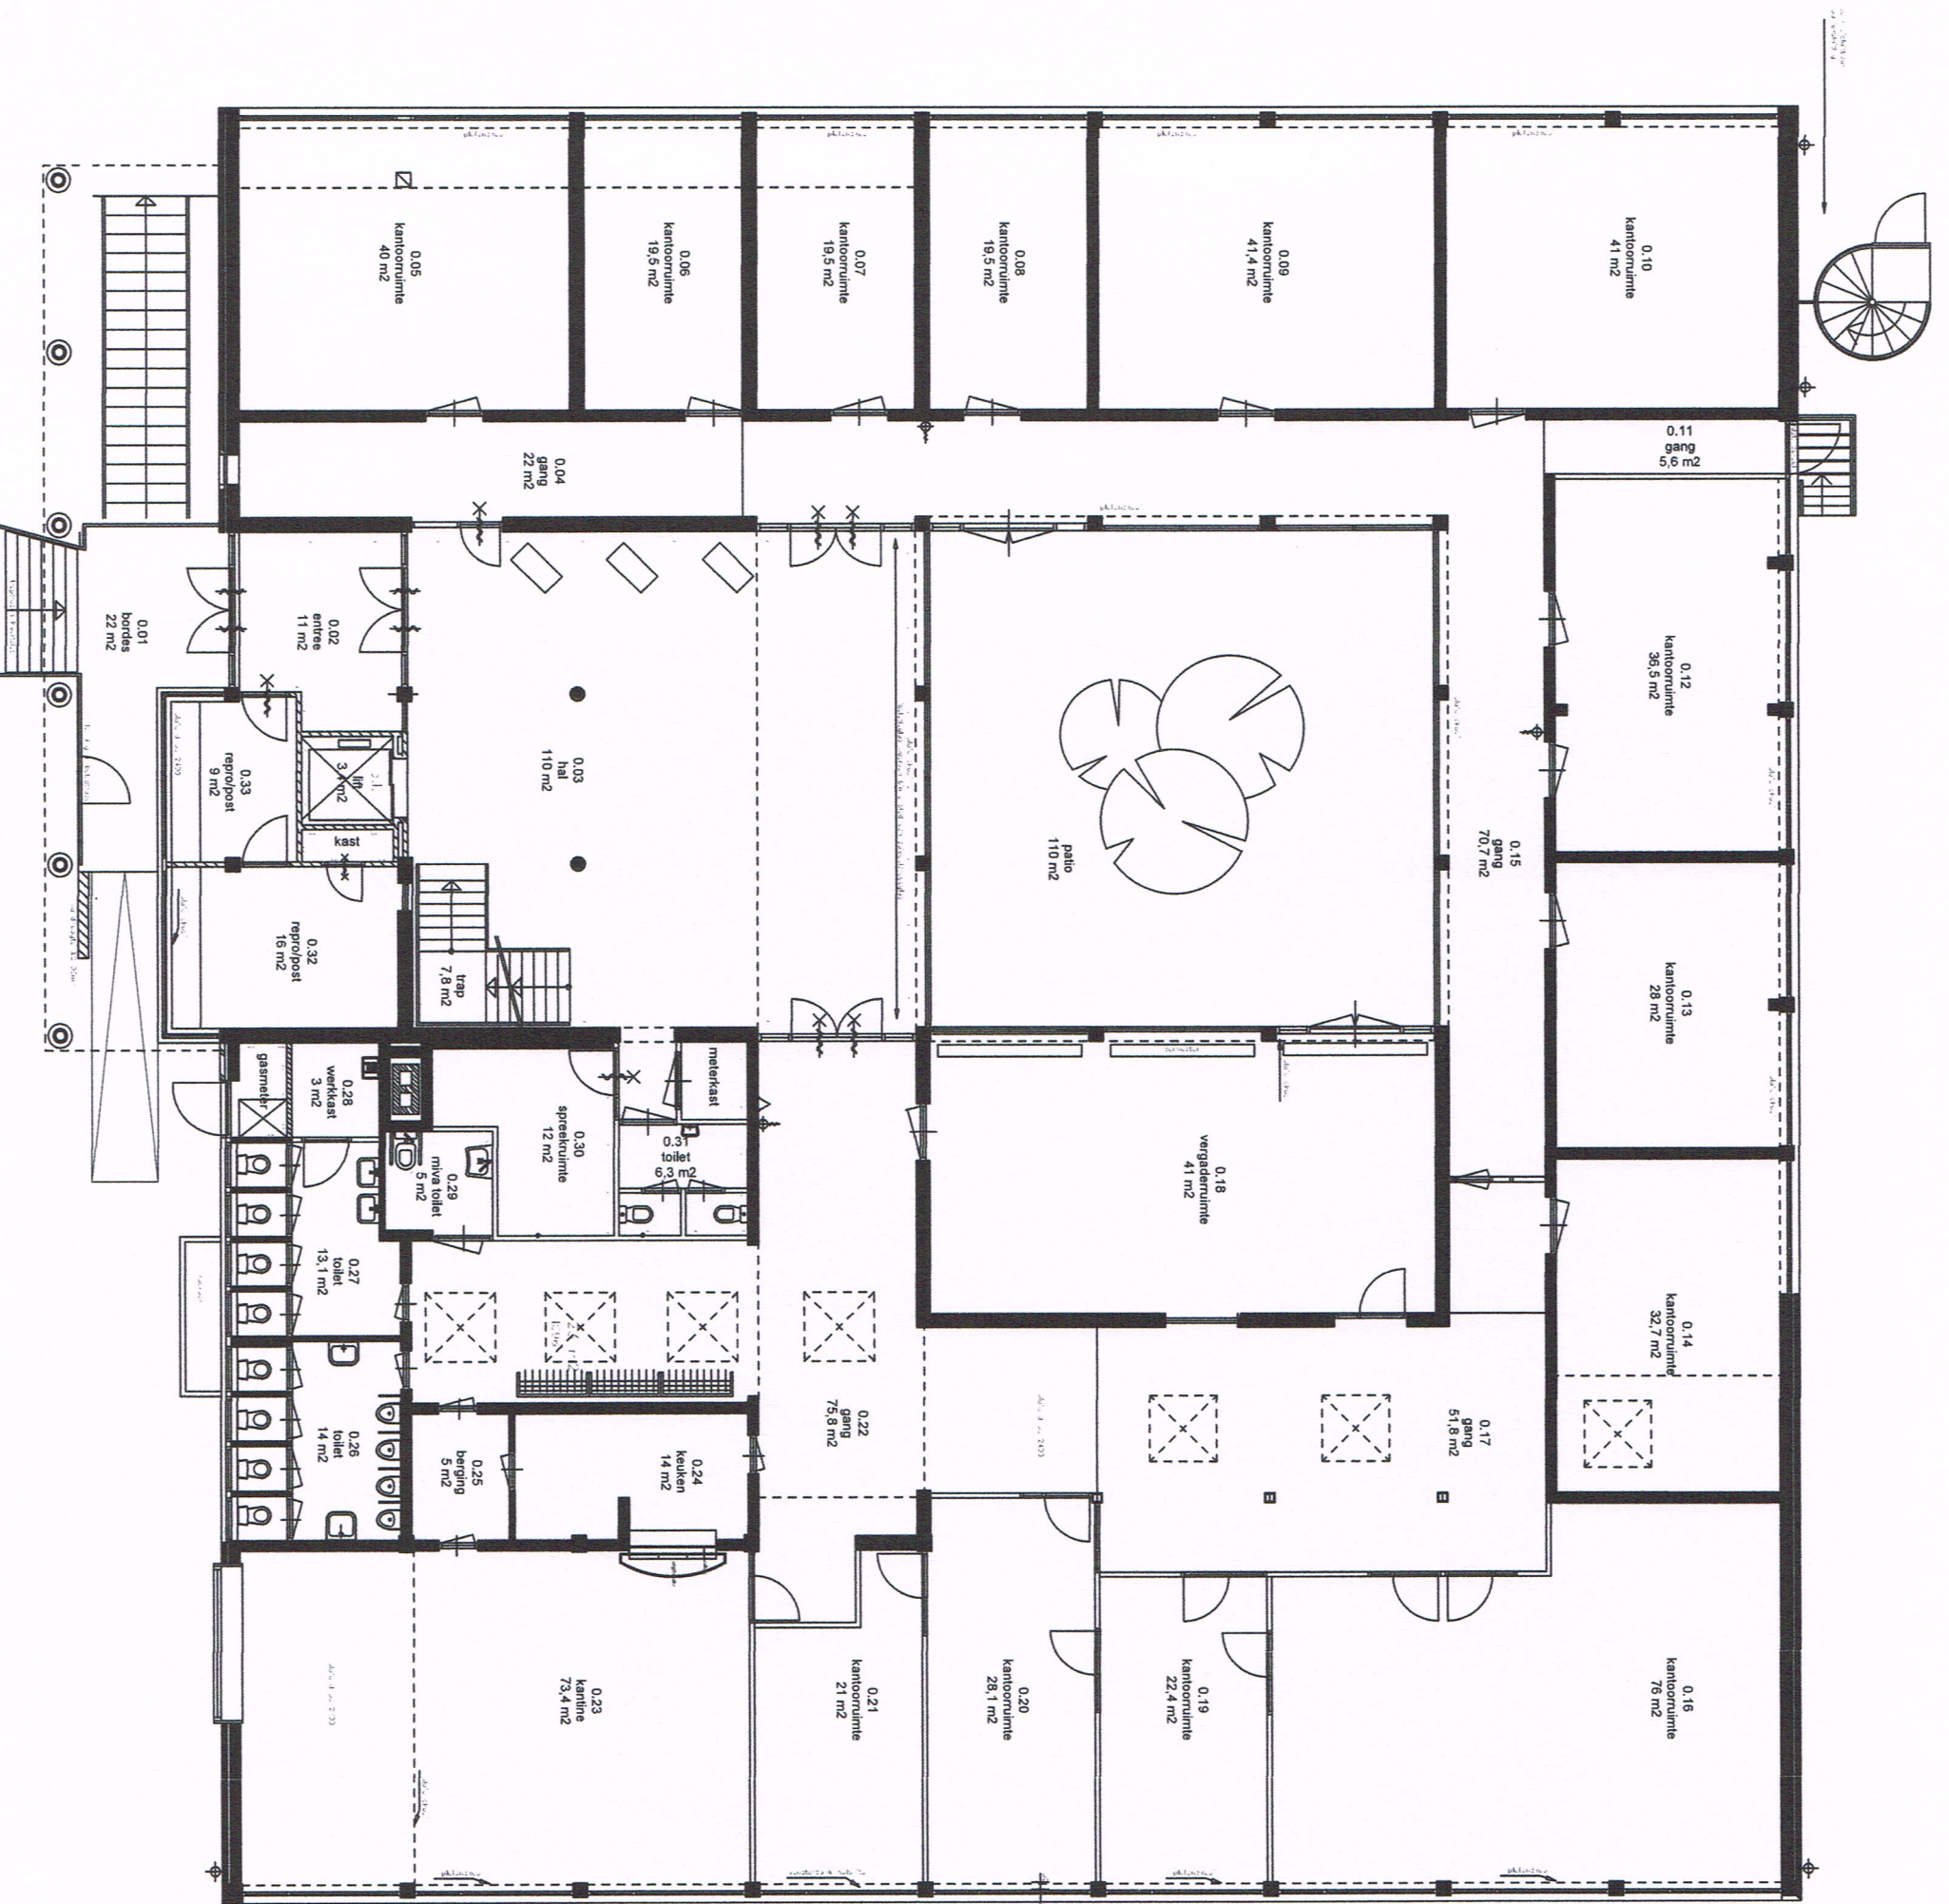 0.05
kantoorruimte
40 m2
0.06
kantoorruimte
19,5 m2
0.07
kantoorruimte
19,5 m2
0.08
kantoorruimte
19,5 m2
0.09
kantoorruimte
41,4 m2
0.10
kantoorruimte
41 m2
0.11
gang
5,6 m2
0.04
gang
22 m2
0.01
bordes
22 m2
0.02
entree
11 m2
0.03
hal
110 m2
patio
110 m2
0.15
gang
70,7 m2
0.12
kantoorruimte
36,5 m2
0.33
repro/post
9 m2
lift
kast
0.32
repro/post
16 m2
trap
7,8 m2
0.13
kantoorruimte
28 m2
gasmeter
0.28
werkkast
3 m2
0.29
miva toilet
5 m2
0.30
spreekruimte
12 m2
meterkast
0.31
toilet
6,3 m2
0.18
vergaderruimte
41 m2
0.27
toilet
13,1 m2
0.14
kantoorruimte
32,7 m2
0.26
toilet
14 m2
0.25
berging
5 m2
0.24
keuken
14 m2
0.22
gang
75,8 m2
0.17
gang
51,8 m2
0.23
kantine
73,4 m2
0.21
kantoorruimte
21 m2
0.20
kantoorruimte
28,1 m2
0.19
kantoorruimte
22,4 m2
0.16
kantoorruimte
76 m2